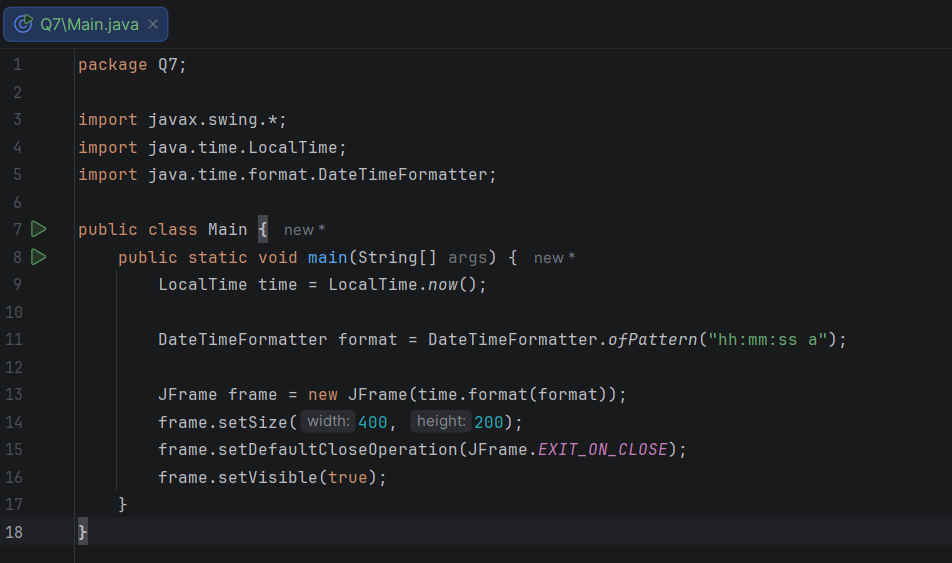 Q7\Main.java
1 package Q7;
2
3 import javax.swing.*;
4 import java.time.LocalTime;
5 import java.time.format.DateTimeFormatter;
6
7 public class Main { new *
8 public static void main(String[] args) { new *
9 LocalTime time = LocalTime.now();
10
11 DateTimeFormatter format = DateTimeFormatter.ofPattern("hh:mm:ss a");
12
13 JFrame frame = new JFrame(time.format(format));
14 frame.setSize( width: 400, height: 200);
15 frame.setDefaultCloseOperation(JFrame.EXIT_ON_CLOSE);
16 frame.setVisible(true);
17 }
18 }